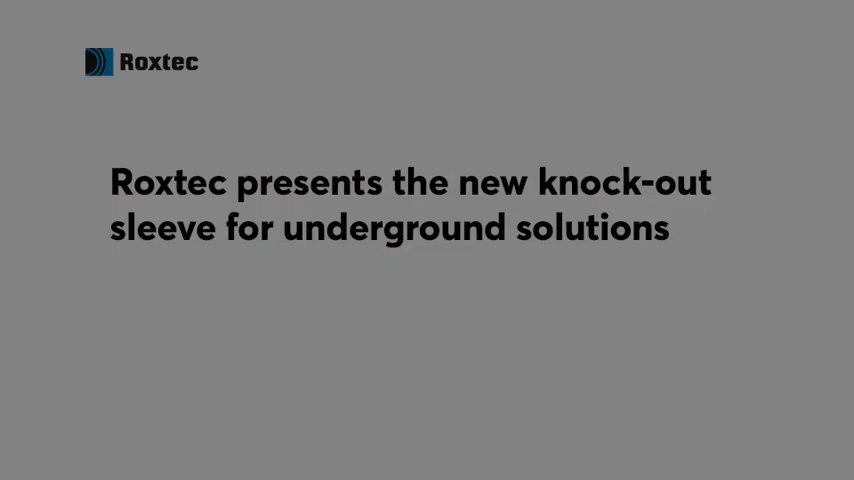 Roxtec
Roxtec presents the new knock-out
sleeve for underground solutions